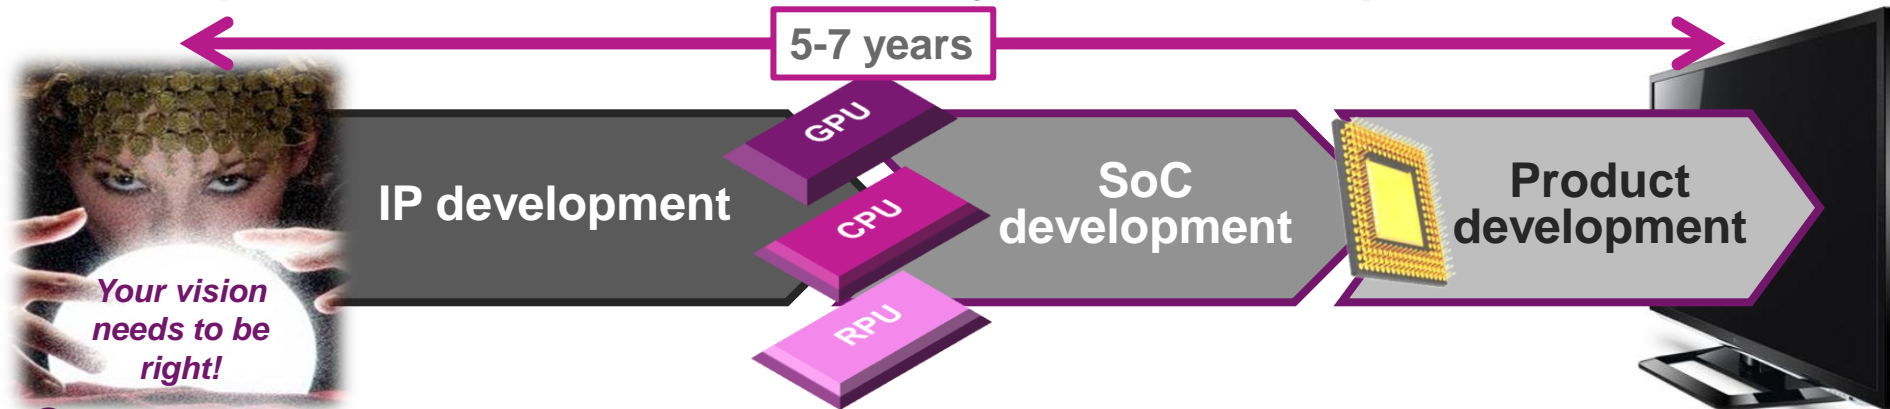 5-7 years
GPU
IP development
CPU
SoC
development
Product
development
Your vision
needs to be
right!
RPU